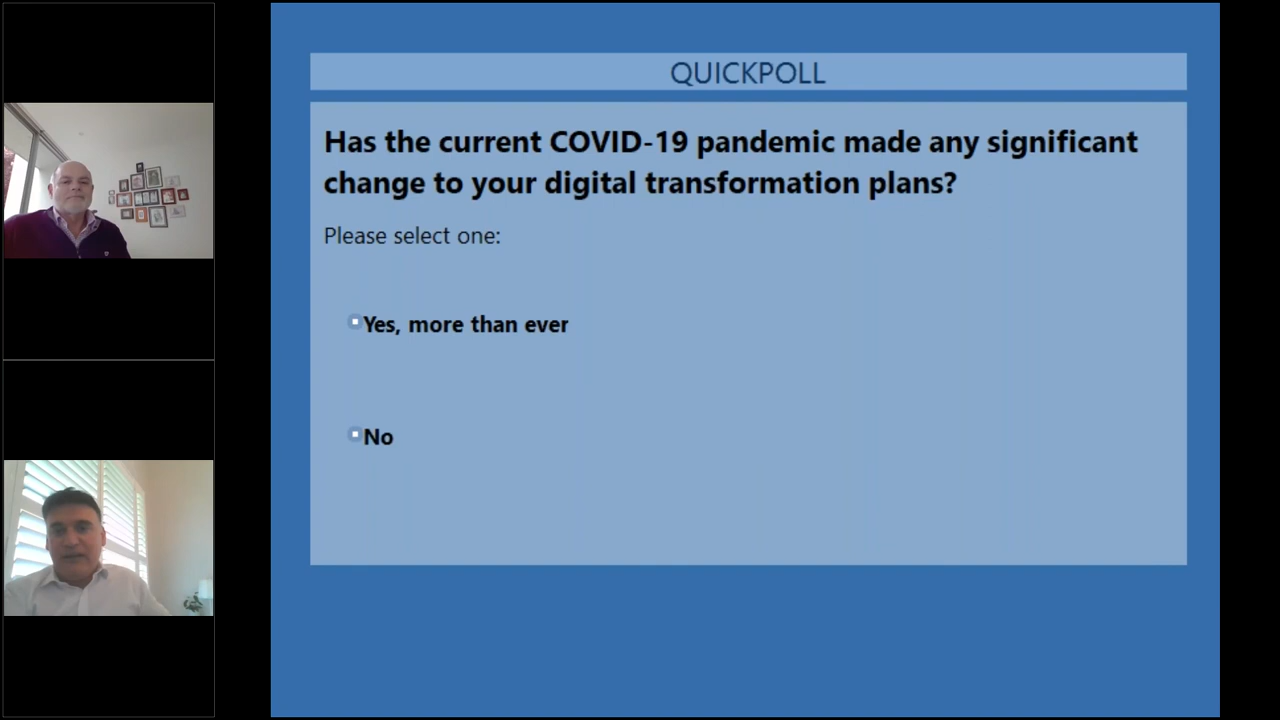 QUICKPOLL
Has the current COVID-19 pandemic made any significant
change to your digital transformation plans?
Please select one:
Yes, more than ever
No